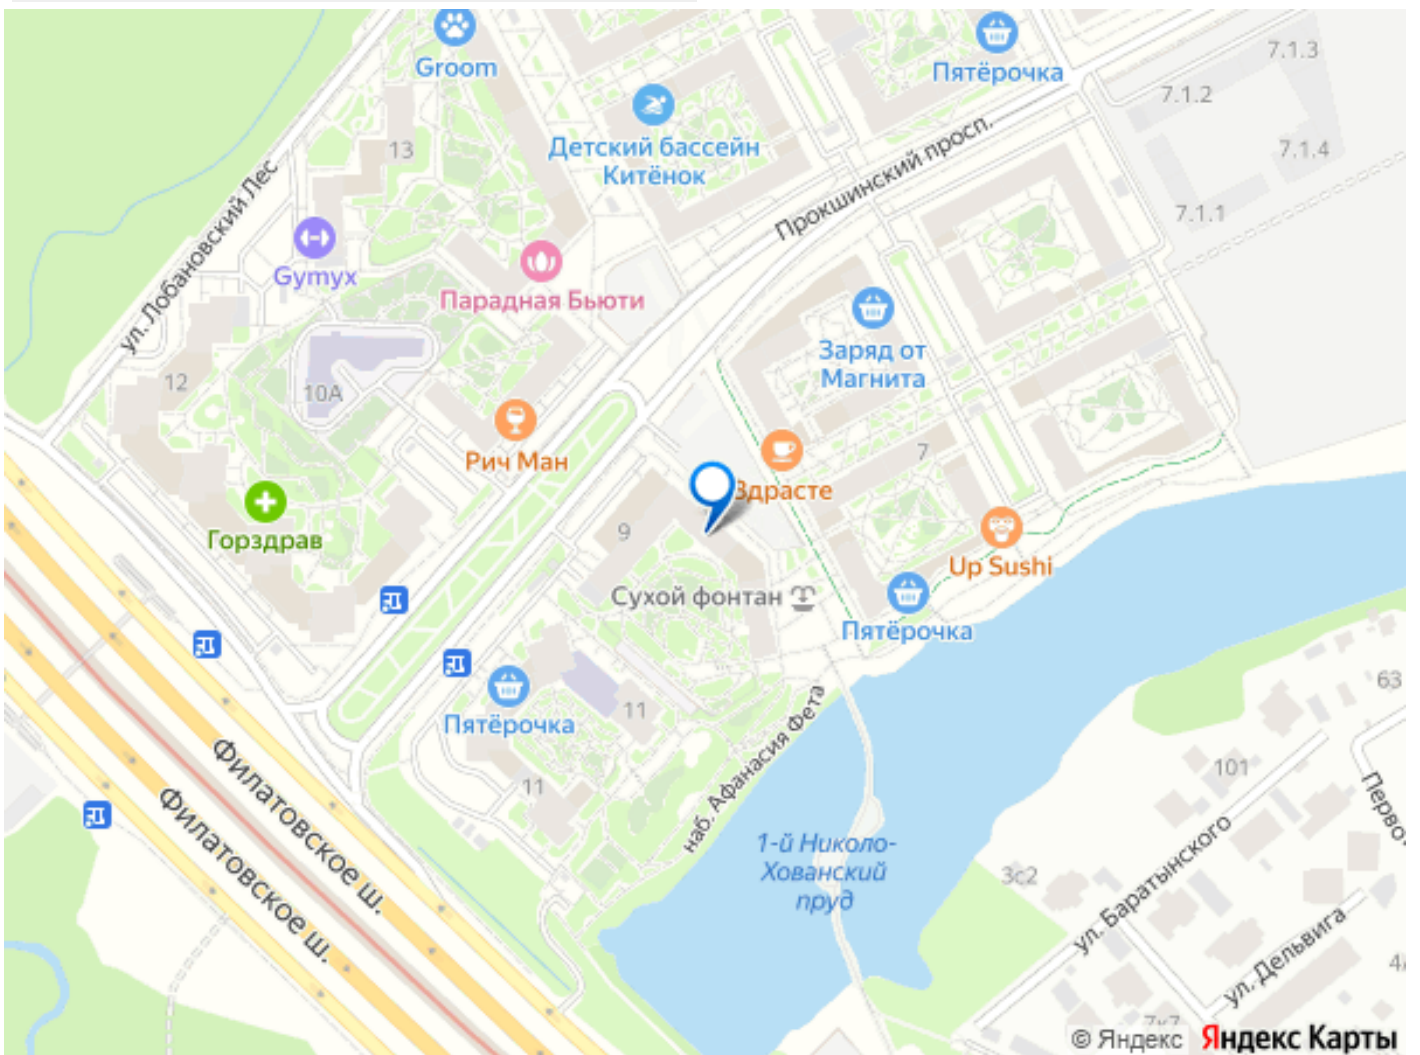 Groom
Пятёрочка
7.1.3
7.1.2
7.1.4
7.1.1
13
Детский бассейн
Китёнок
Прокшинский просп.
ул. Лобановский Лес
Gymyx
Парадная Бьюти
Заряд от
Магнита
12
10А
Рич Ман
7
Здрасте
Горздрав
9
Up Sushi
Сухой фонтан
Пятёрочка
Пятёрочка
11
11
наб. Афанасия Фета
63
101
Филатовское ш.
Филатовское ш.
1-й Николо-
Хованский
пруд
3с2
ул. Баратынского
ул. Дельвига
© Яндекс
Яндекс Карты